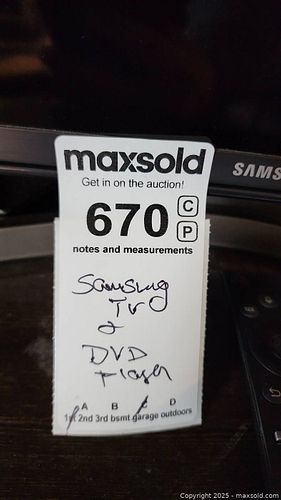 maxsold
Get in on the auction!
670 C
P
notes and measurements
Samsung
TV
&
DVD
Player
A B C D
1st 2nd 3rd bsmt garage outdoors
SAMS
Copyright 2025 - maxsold.com